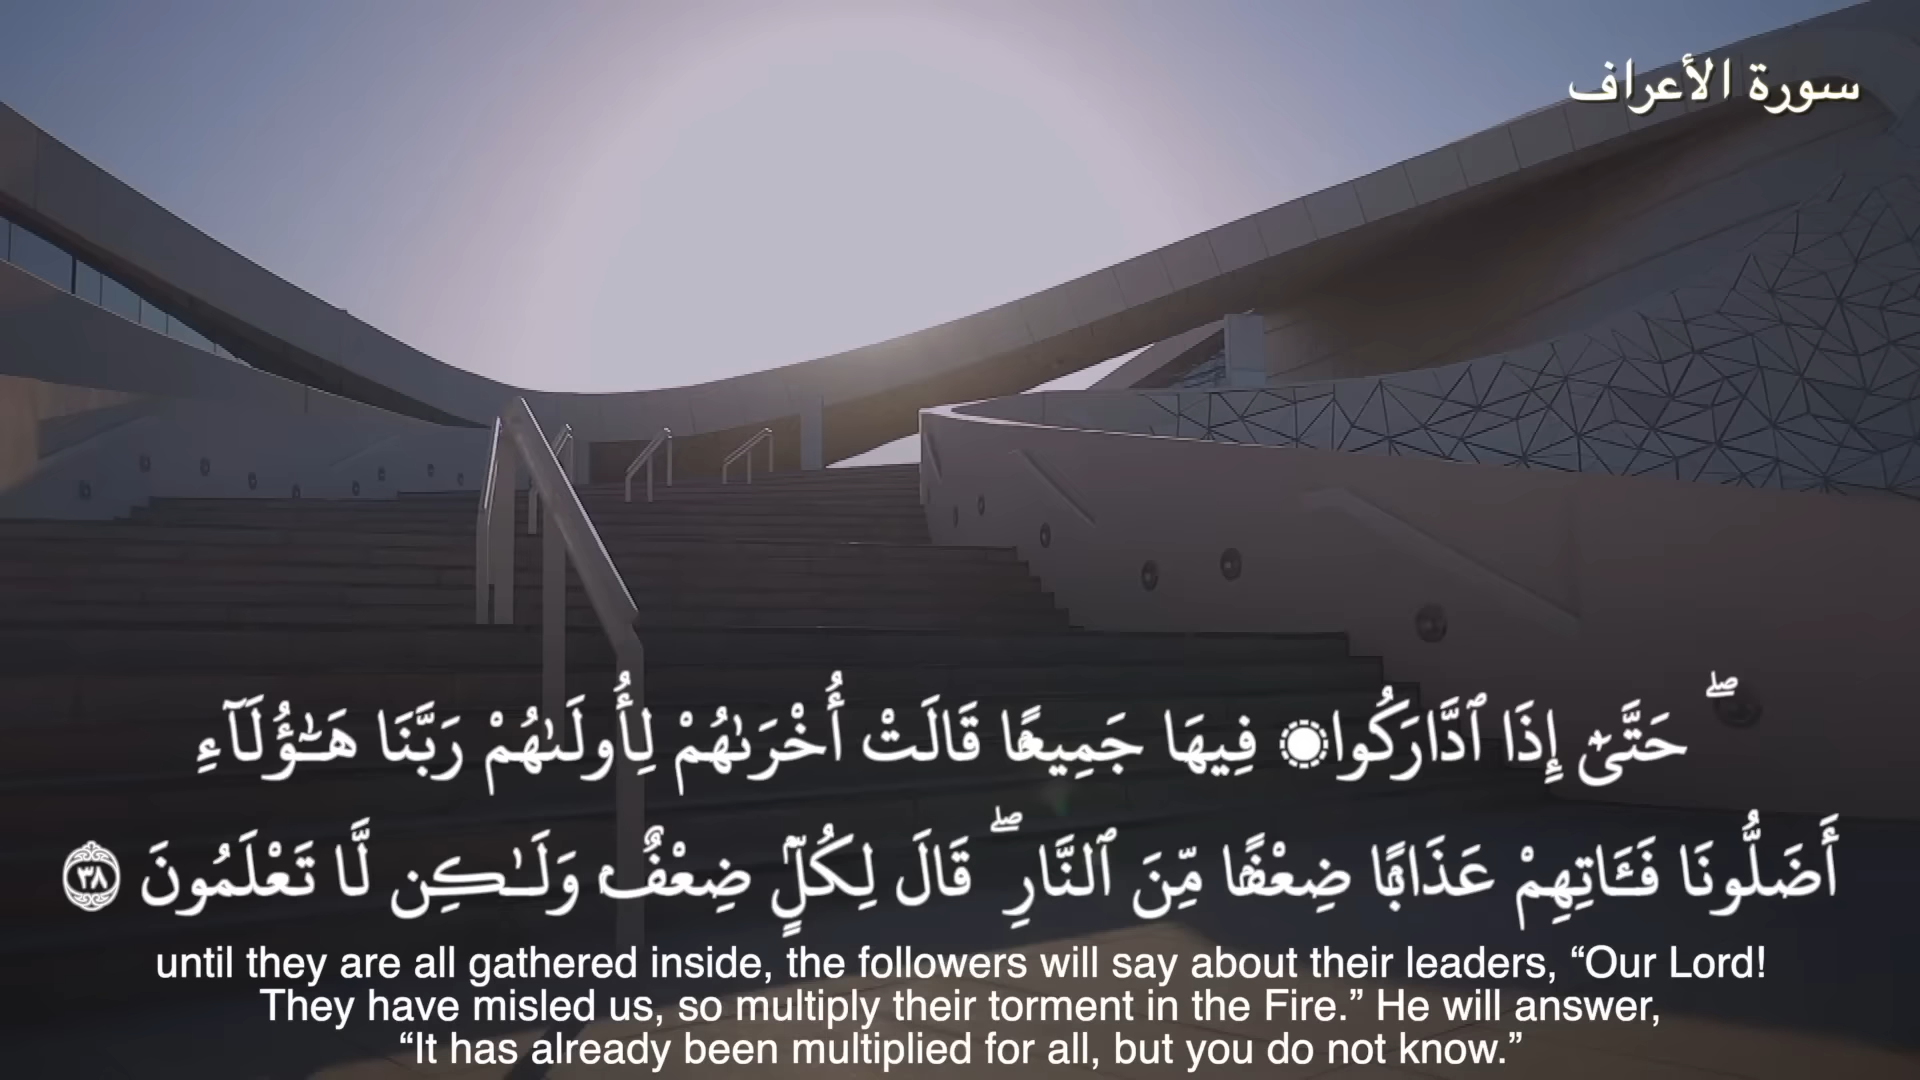 سورة الأعراف
ۖ حَتَّىٰٓ إِذَا ٱدَّارَكُوا۟ فِيهَا جَمِيعًا قَالَتْ أُخْرَىٰهُمْ لِأُولَىٰهُمْ رَبَّنَا هَـٰٓؤُلَآءِ
أَضَلُّونَا فَـَٔاتِهِمْ عَذَابًا ضِعْفًا مِّنَ ٱلنَّارِ ۖ قَالَ لِكُلٍّ ضِعْفٌ وَلَـٰكِن لَّا تَعْلَمُونَ ٣٨
until they are all gathered inside, the followers will say about their leaders, “Our Lord!
They have misled us, so multiply their torment in the Fire.” He will answer,
“It has already been multiplied for all, but you do not know.”